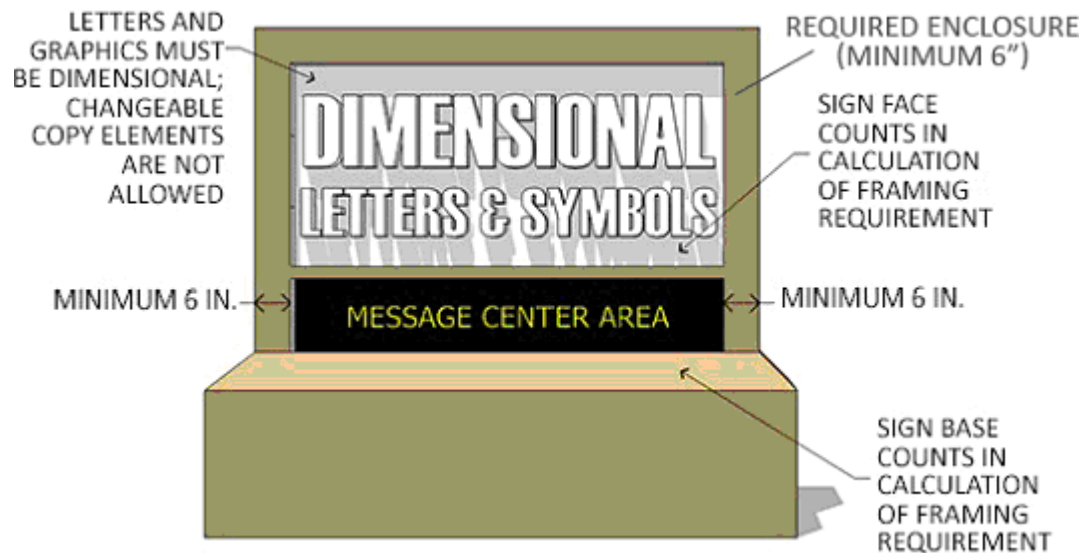 LETTERS AND
GRAPHICS MUST
BE DIMENSIONAL;
CHANGEABLE
COPY ELEMENTS
ARE NOT
ALLOWED
REQUIRED ENCLOSURE
(MINIMUM 6”)
SIGN FACE
COUNTS IN
CALCULATION
OF FRAMING
REQUIREMENT
DIMENSIONAL
LETTERS & SYMBOLS
MINIMUM 6 IN.
MESSAGE CENTER AREA
MINIMUM 6 IN.
SIGN BASE
COUNTS IN
CALCULATION
OF FRAMING
REQUIREMENT